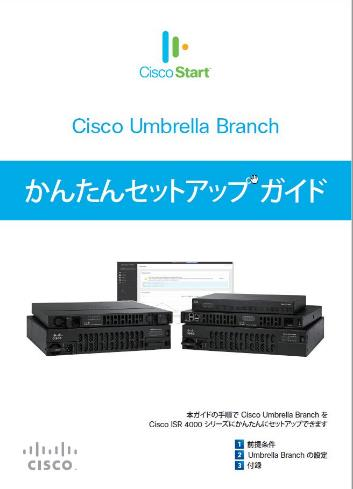 Cisco Start
Cisco Umbrella Branch
かんたんセットアップ ガイド
本ガイドの手順で Cisco Umbrella Branch を
Cisco ISR 4000 シリーズにかんたんにセットアップできます
1 前提条件
2 Umbrella Branch の設定
3 付録
CISCO.